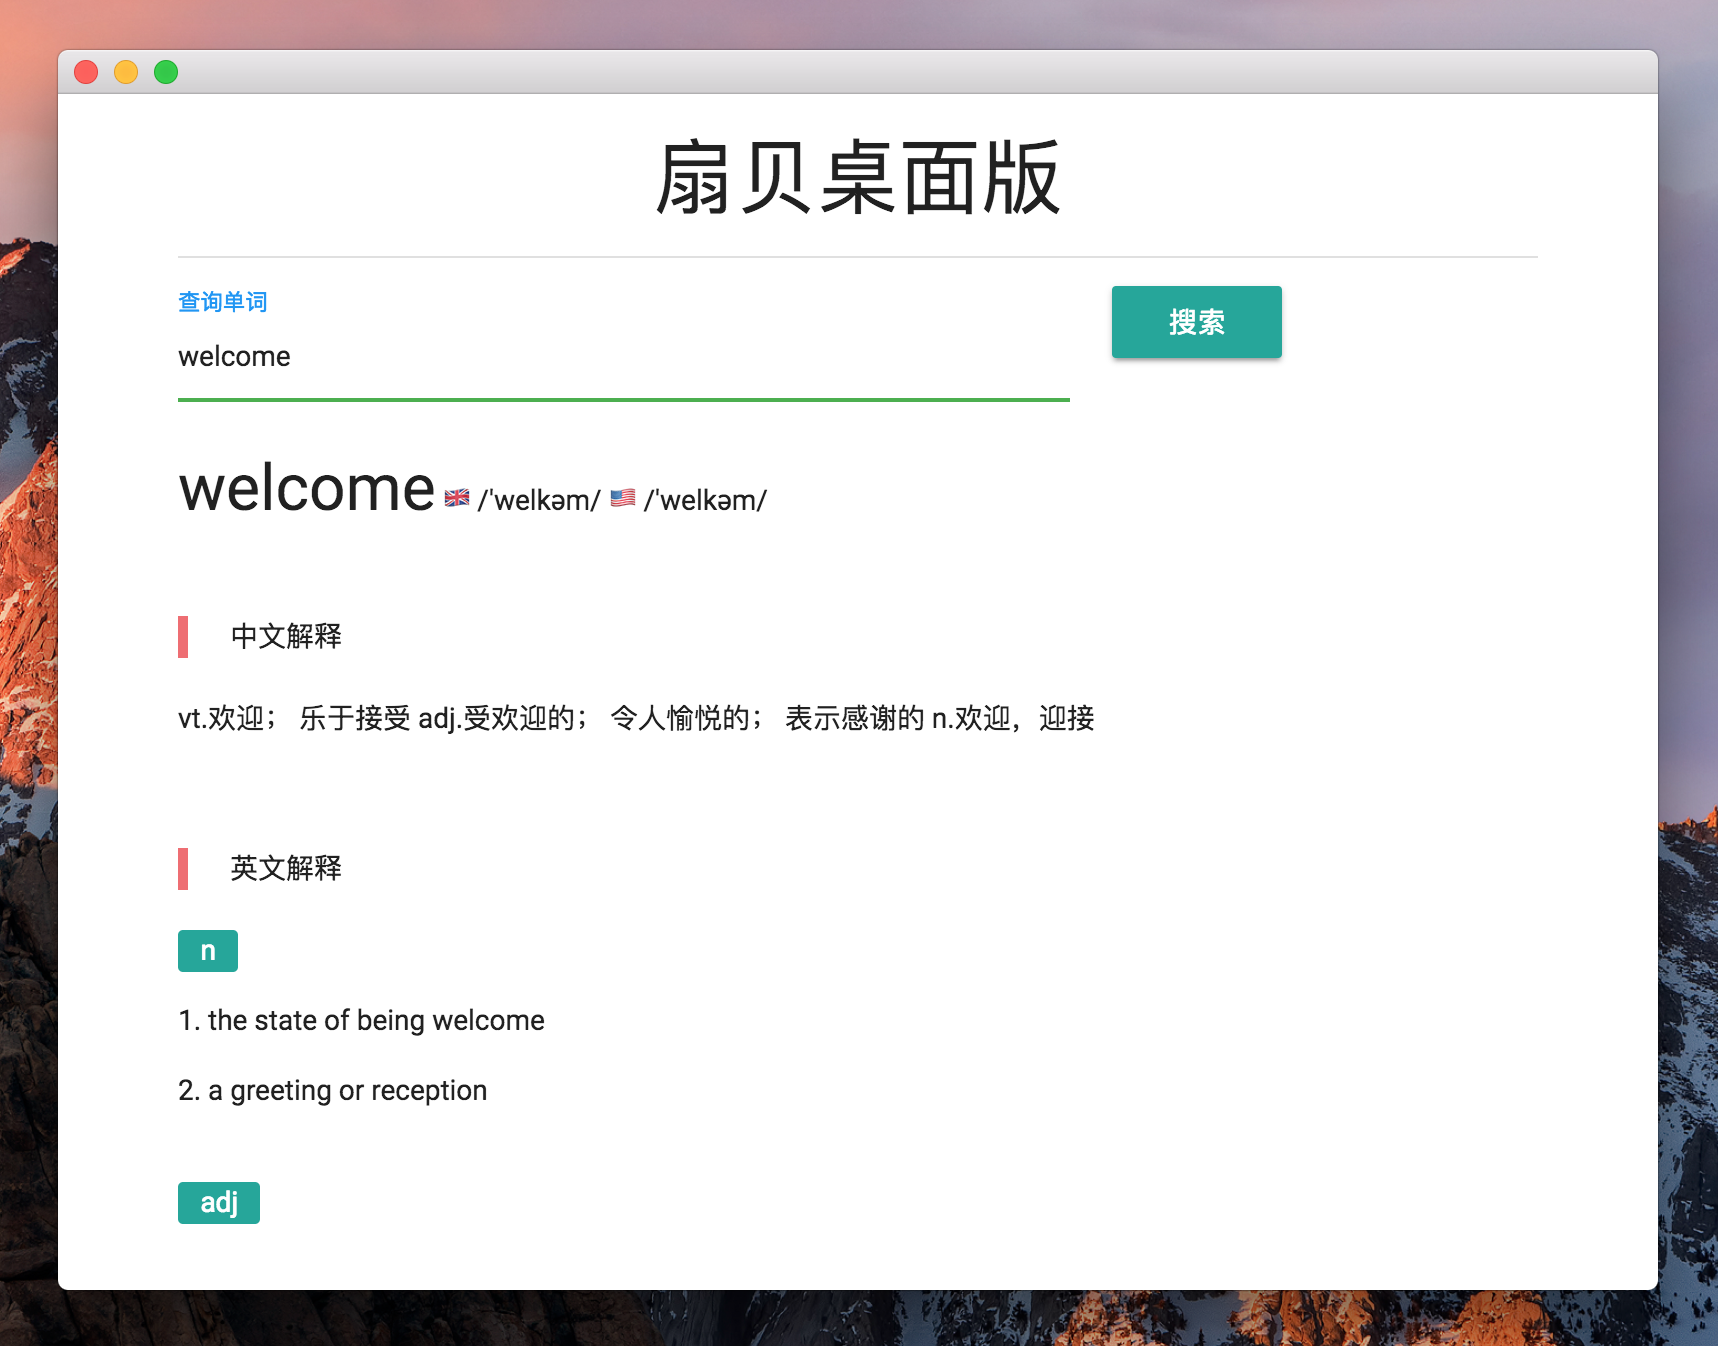 扇贝桌面版
查询单词
搜索
welcome
welcome 🇬🇧 /'welkəm/ 🇺🇸 /'welkəm/
中文解释
vt.欢迎； 乐于接受 adj.受欢迎的； 令人愉悦的； 表示感谢的 n.欢迎，迎接
英文解释
n
1. the state of being welcome
2. a greeting or reception
adj